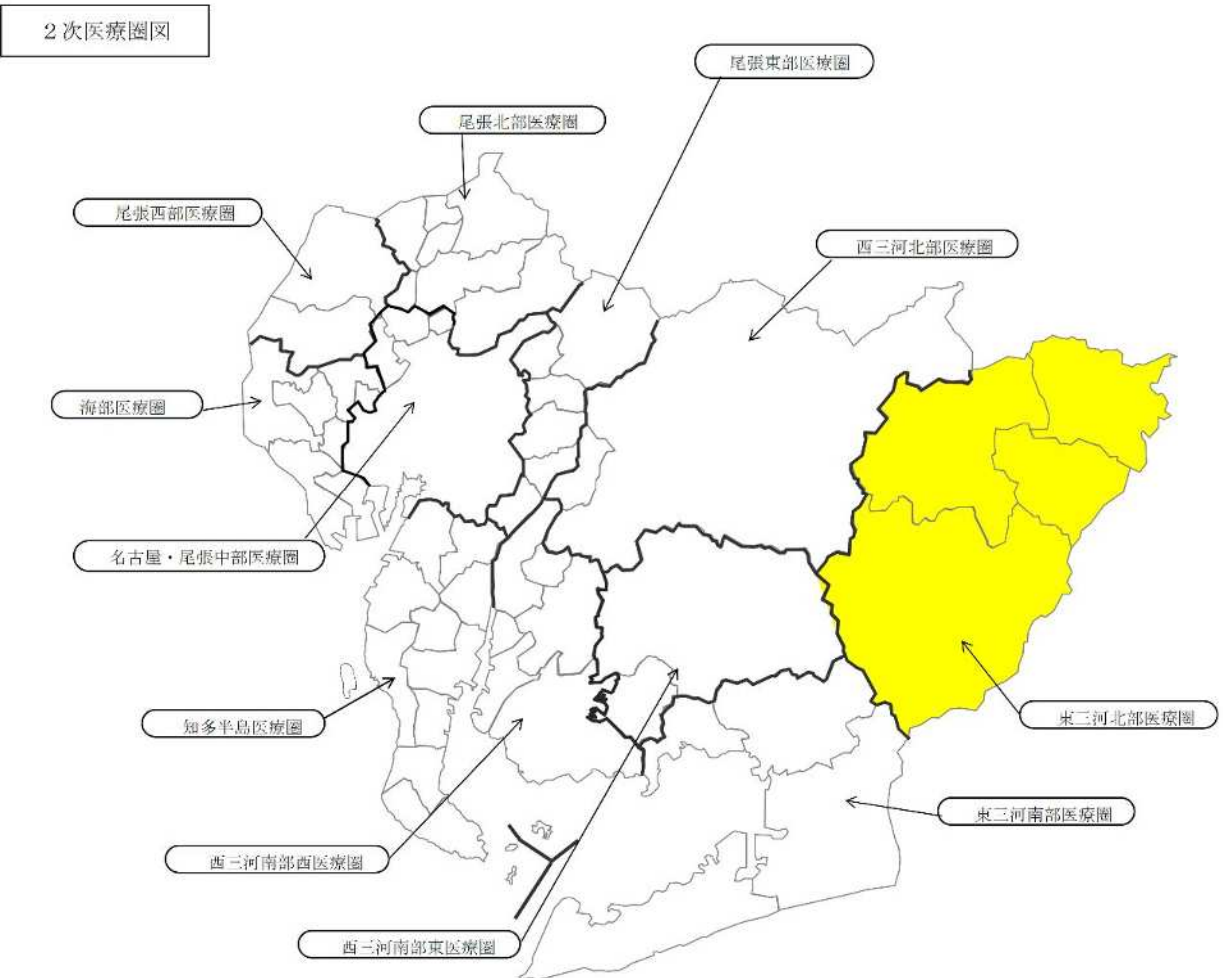 2次医療圏図
尾張東部医療圏
尾張北部医療圏
尾張西部医療圏
西三河北部医療圏
海部医療圏
名古屋・尾張中部医療圏
知多半島医療圏
東三河北部医療圏
東三河南部医療圏
西三河南部西医療圏
西三河南部東医療圏